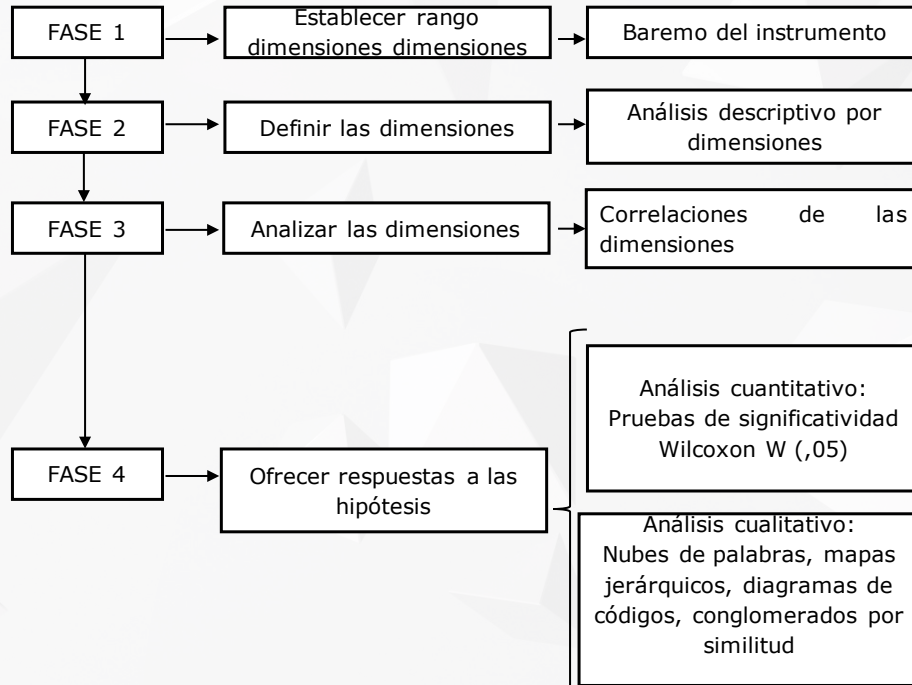 FASE 1
Establecer rango
dimensiones dimensiones
Baremo del instrumento
FASE 2
Definir las dimensiones
Análisis descriptivo por
dimensiones
FASE 3
Analizar las dimensiones
Correlaciones de las
dimensiones
FASE 4
Ofrecer respuestas a las
hipótesis
Análisis cuantitativo:
Pruebas de significatividad
Wilcoxon W (,05)
Análisis cualitativo:
Nubes de palabras, mapas
jerárquicos, diagramas de
códigos, conglomerados por
similitud